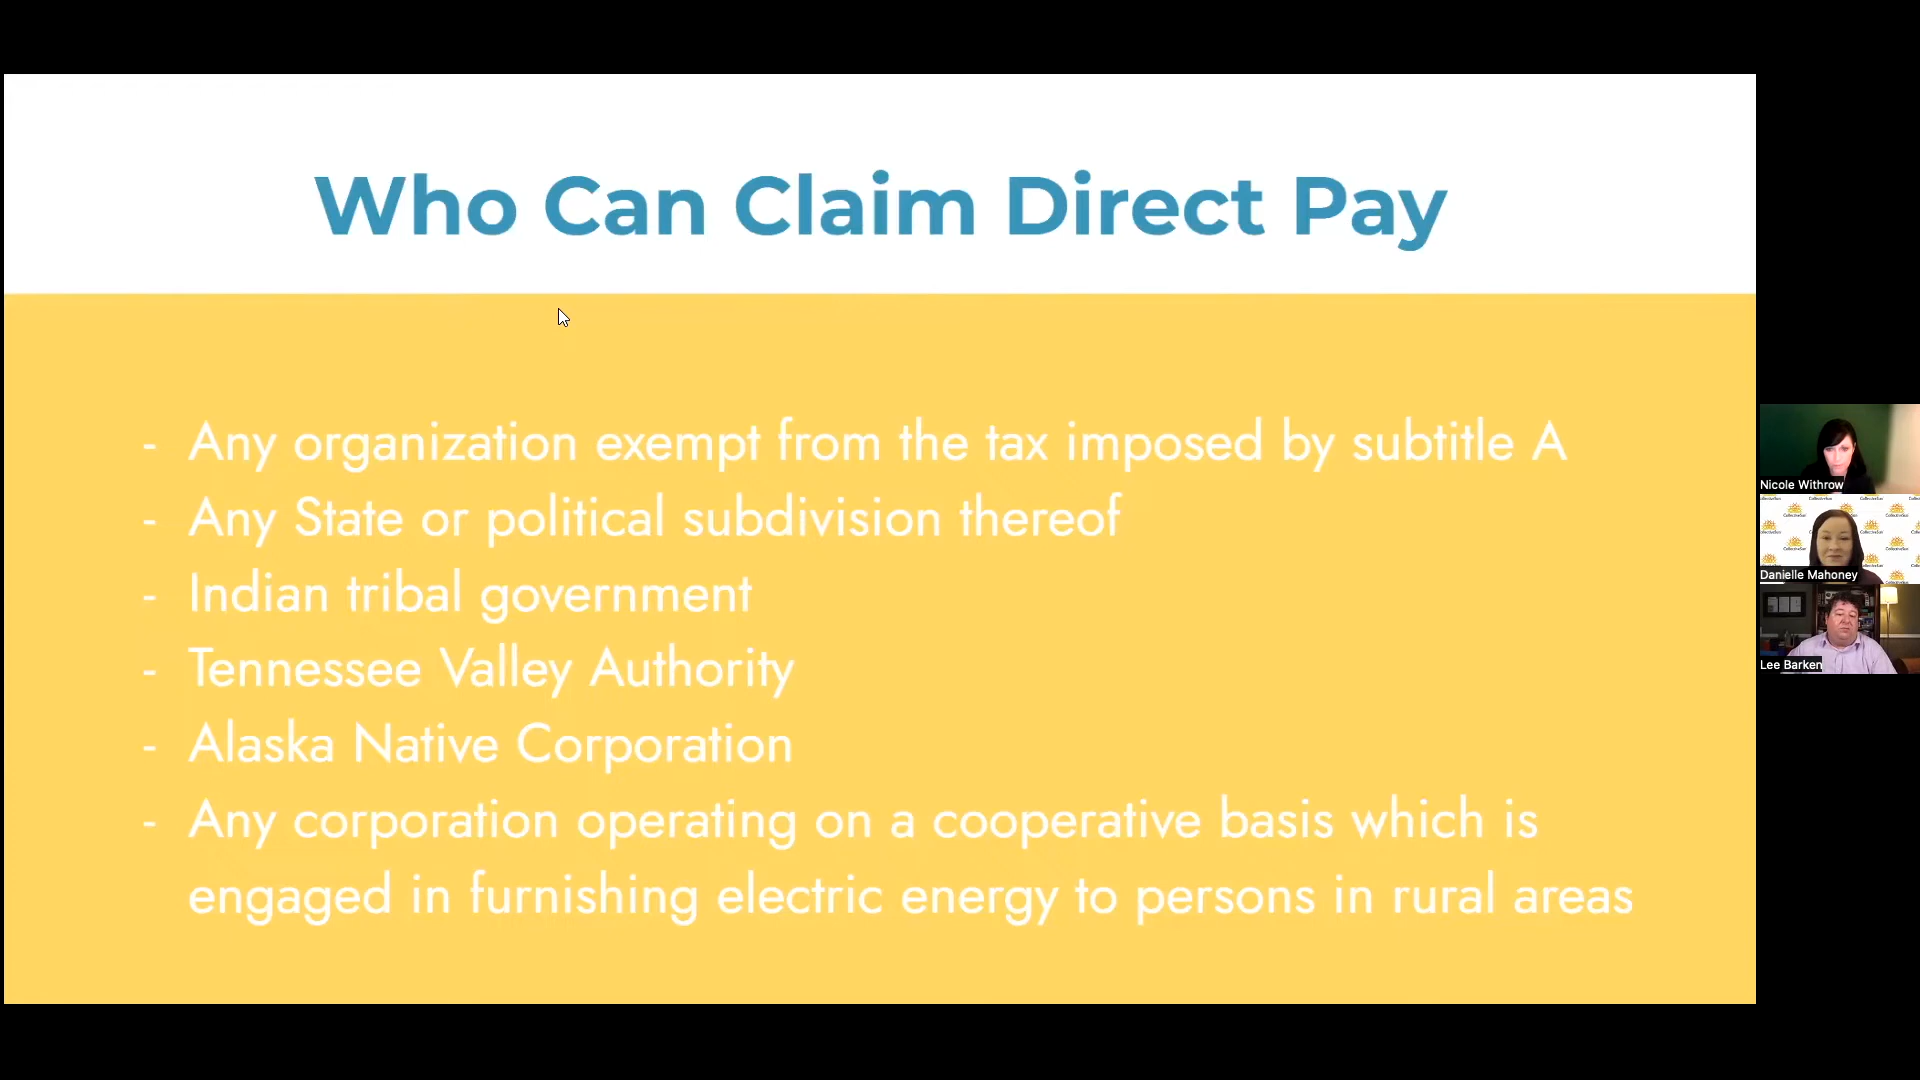 Who Can Claim Direct Pay
- Any organization exempt from the tax imposed by subtitle A
- Any State or political subdivision thereof
- Indian tribal government
- Tennessee Valley Authority
- Alaska Native Corporation
- Any corporation operating on a cooperative basis which is
engaged in furnishing electric energy to persons in rural areas
Nicole Withrow
Danielle Mahoney
Lee Barken